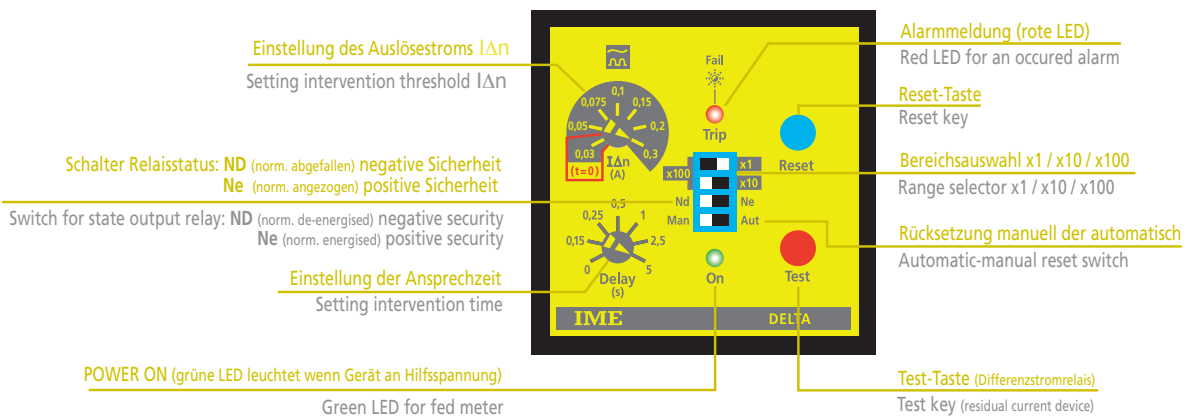 Einstellung des Auslösestroms I∆n
Setting intervention threshold I∆n
Schalter Relaisstatus: ND (norm. abgefallen) negative Sicherheit
Ne (norm. angezogen) positive Sicherheit
Switch for state output relay: ND (norm. de-energised) negative security
Ne (norm. energised) positive security
Einstellung der Ansprechzeit
Setting intervention time
POWER ON (grüne LED leuchtet wenn Gerät an Hilfsspannung)
Green LED for fed meter
0,03
0,05
0,075
0,1
0,15
0,2
0,3
(t=0)
I∆n
(A)
0
0,15
0,25
0,5
1
2,5
5
Delay
(s)
Fail
Trip
x1
x100
x10
Nd
Ne
Man
Aut
On
Reset
Test
IME
DELTA
Alarmmeldung (rote LED)
Red LED for an occured alarm
Reset-Taste
Reset key
Bereichsauswahl x1 / x10 / x100
Range selector x1 / x10 / x100
Rücksetzung manuell der automatisch
Automatic-manual reset switch
Test-Taste (Differenzstromrelais)
Test key (residual current device)